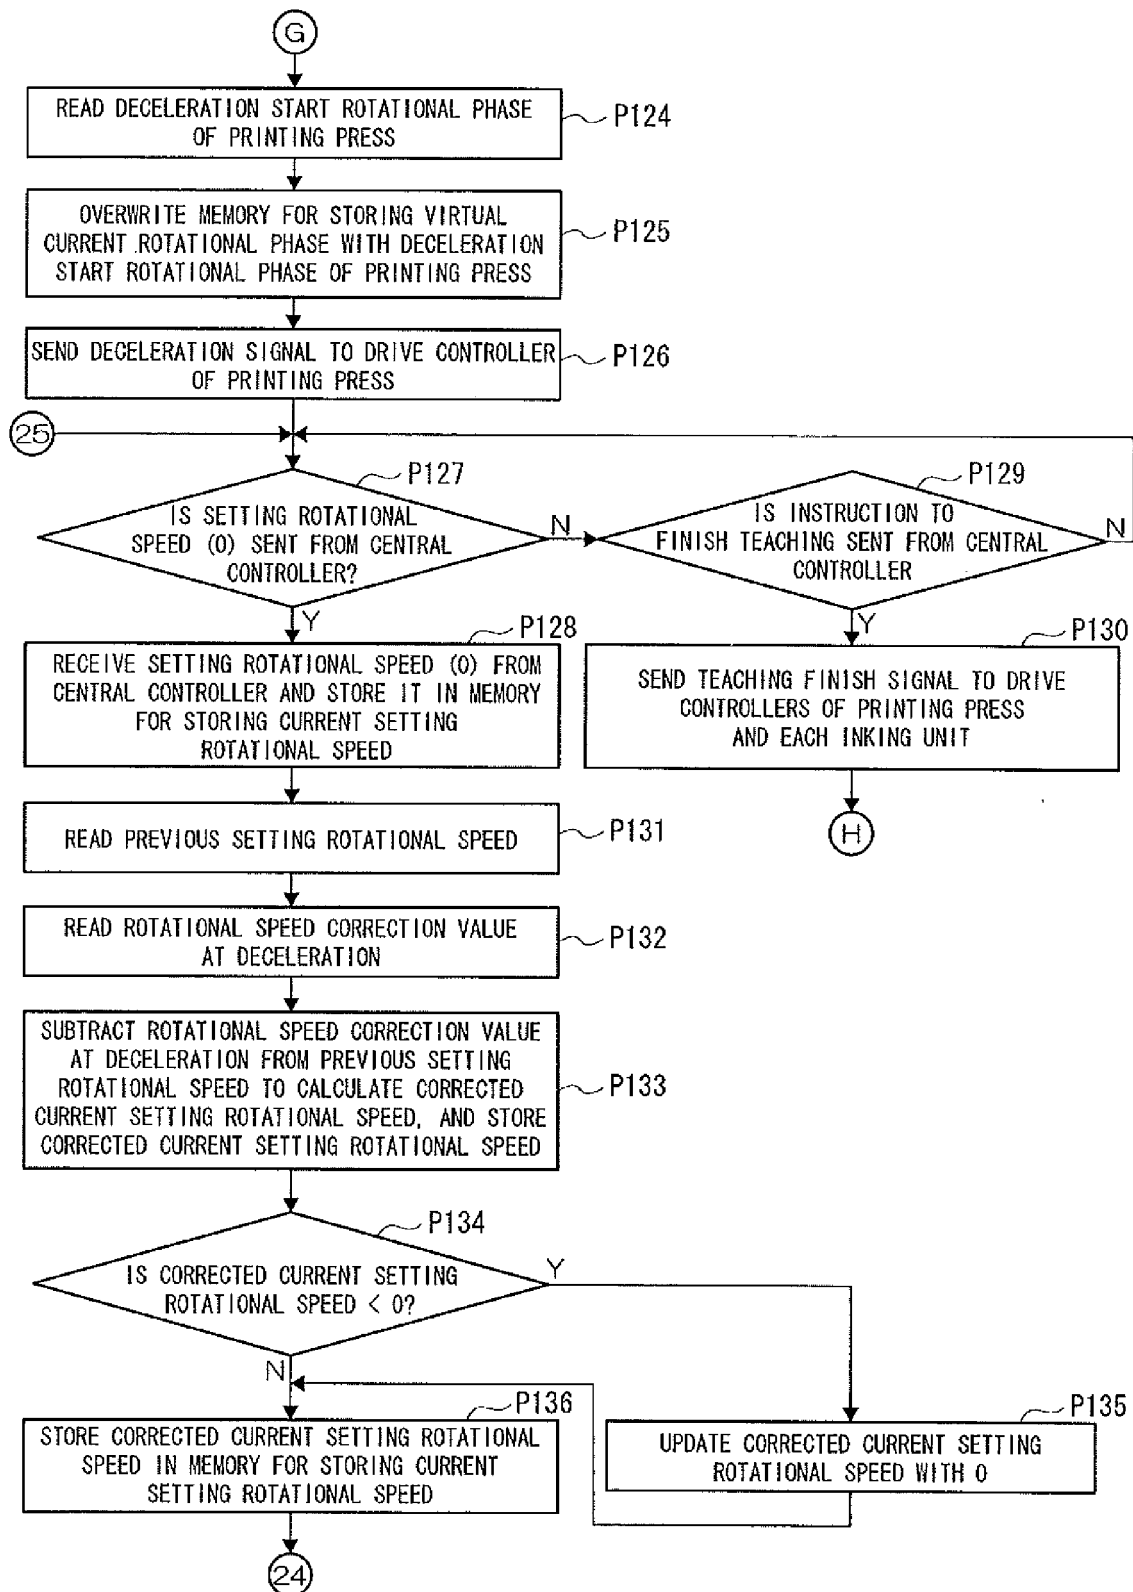 G
READ DECELERATION START ROTATIONAL PHASE
OF PRINTING PRESS
P124
OVERWRITE MEMORY FOR STORING VIRTUAL
CURRENT ROTATIONAL PHASE WITH DECELERATION
START ROTATIONAL PHASE OF PRINTING PRESS
P125
SEND DECELERATION SIGNAL TO DRIVE CONTROLLER
OF PRINTING PRESS
P126
25
P127
IS SETTING ROTATIONAL
SPEED (0) SENT FROM CENTRAL
CONTROLLER?
N
Y
P129
IS INSTRUCTION TO
FINISH TEACHING SENT FROM CENTRAL
CONTROLLER
N
Y
P128
RECEIVE SETTING ROTATIONAL SPEED (0) FROM
CENTRAL CONTROLLER AND STORE IT IN MEMORY
FOR STORING CURRENT SETTING
ROTATIONAL SPEED
P130
SEND TEACHING FINISH SIGNAL TO DRIVE
CONTROLLERS OF PRINTING PRESS
AND EACH INKING UNIT
H
READ PREVIOUS SETTING ROTATIONAL SPEED
P131
READ ROTATIONAL SPEED CORRECTION VALUE
AT DECELERATION
P132
SUBTRACT ROTATIONAL SPEED CORRECTION VALUE
AT DECELERATION FROM PREVIOUS SETTING
ROTATIONAL SPEED TO CALCULATE CORRECTED
CURRENT SETTING ROTATIONAL SPEED, AND STORE
CORRECTED CURRENT SETTING ROTATIONAL SPEED
P133
P134
IS CORRECTED CURRENT SETTING
ROTATIONAL SPEED < 0?
Y
N
P136
STORE CORRECTED CURRENT SETTING ROTATIONAL
SPEED IN MEMORY FOR STORING CURRENT
SETTING ROTATIONAL SPEED
P135
UPDATE CORRECTED CURRENT SETTING
ROTATIONAL SPEED WITH 0
24